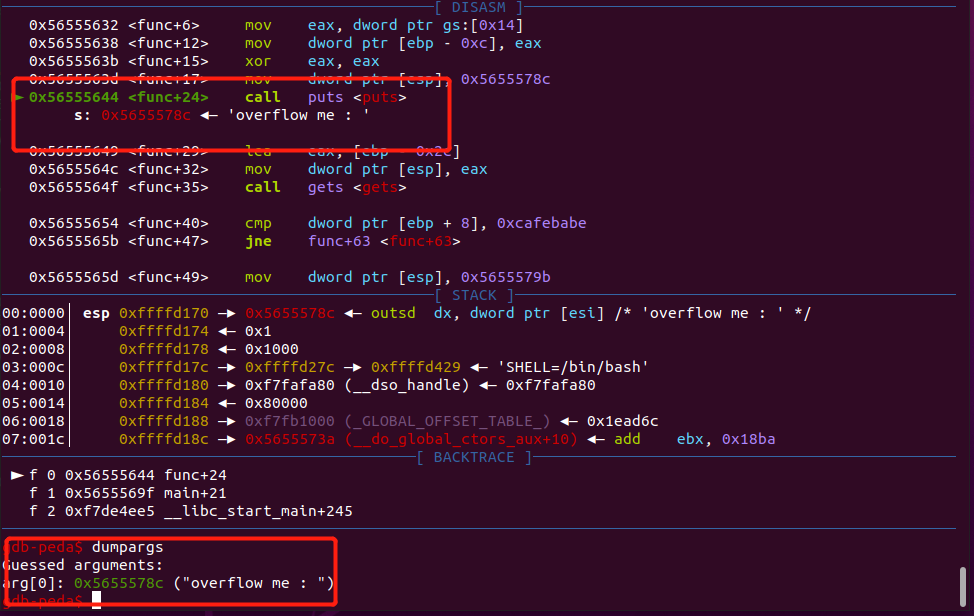 [ DISASM ]
0x56555632 <func+6> mov eax, dword ptr gs:[0x14]
0x56555638 <func+12> mov dword ptr [ebp - 0xc], eax
0x5655563b <func+15> xor eax, eax
0x5655563d <func+17> mov dword ptr [esp], 0x5655578c
► 0x56555644 <func+24> call puts <puts>
s: 0x5655578c ◂— 'overflow me : '
0x56555649 <func+29> lea eax, [ebp - 0x2c]
0x5655564c <func+32> mov dword ptr [esp], eax
0x5655564f <func+35> call gets <gets>
0x56555654 <func+40> cmp dword ptr [ebp + 8], 0xcafebabe
0x5655565b <func+47> jne func+63 <func+63>
0x5655565d <func+49> mov dword ptr [esp], 0x5655579b
[ STACK ]
00:0000│ esp 0xffffd170 —▸ 0x5655578c ◂— outsd dx, dword ptr [esi] /* 'overflow me : ' */
01:0004│ 0xffffd174 ◂— 0x1
02:0008│ 0xffffd178 ◂— 0x1000
03:000c│ 0xffffd17c —▸ 0xffffd27c —▸ 0xffffd429 ◂— 'SHELL=/bin/bash'
04:0010│ 0xffffd180 —▸ 0xf7fafa80 (__dso_handle) ◂— 0xf7fafa80
05:0014│ 0xffffd184 ◂— 0x80000
06:0018│ 0xffffd188 —▸ 0xf7fb1000 (_GLOBAL_OFFSET_TABLE_) ◂— 0x1ead6c
07:001c│ 0xffffd18c —▸ 0x5655573a (__do_global_ctors_aux+10) ◂— add ebx, 0x18ba
[ BACKTRACE ]
► f 0 0x56555644 func+24
f 1 0x5655569f main+21
f 2 0xf7de4ee5 __libc_start_main+245
gdb-peda$ dumpargs
Guessed arguments:
arg[0]: 0x5655578c ("overflow me : ")
gdb-peda$